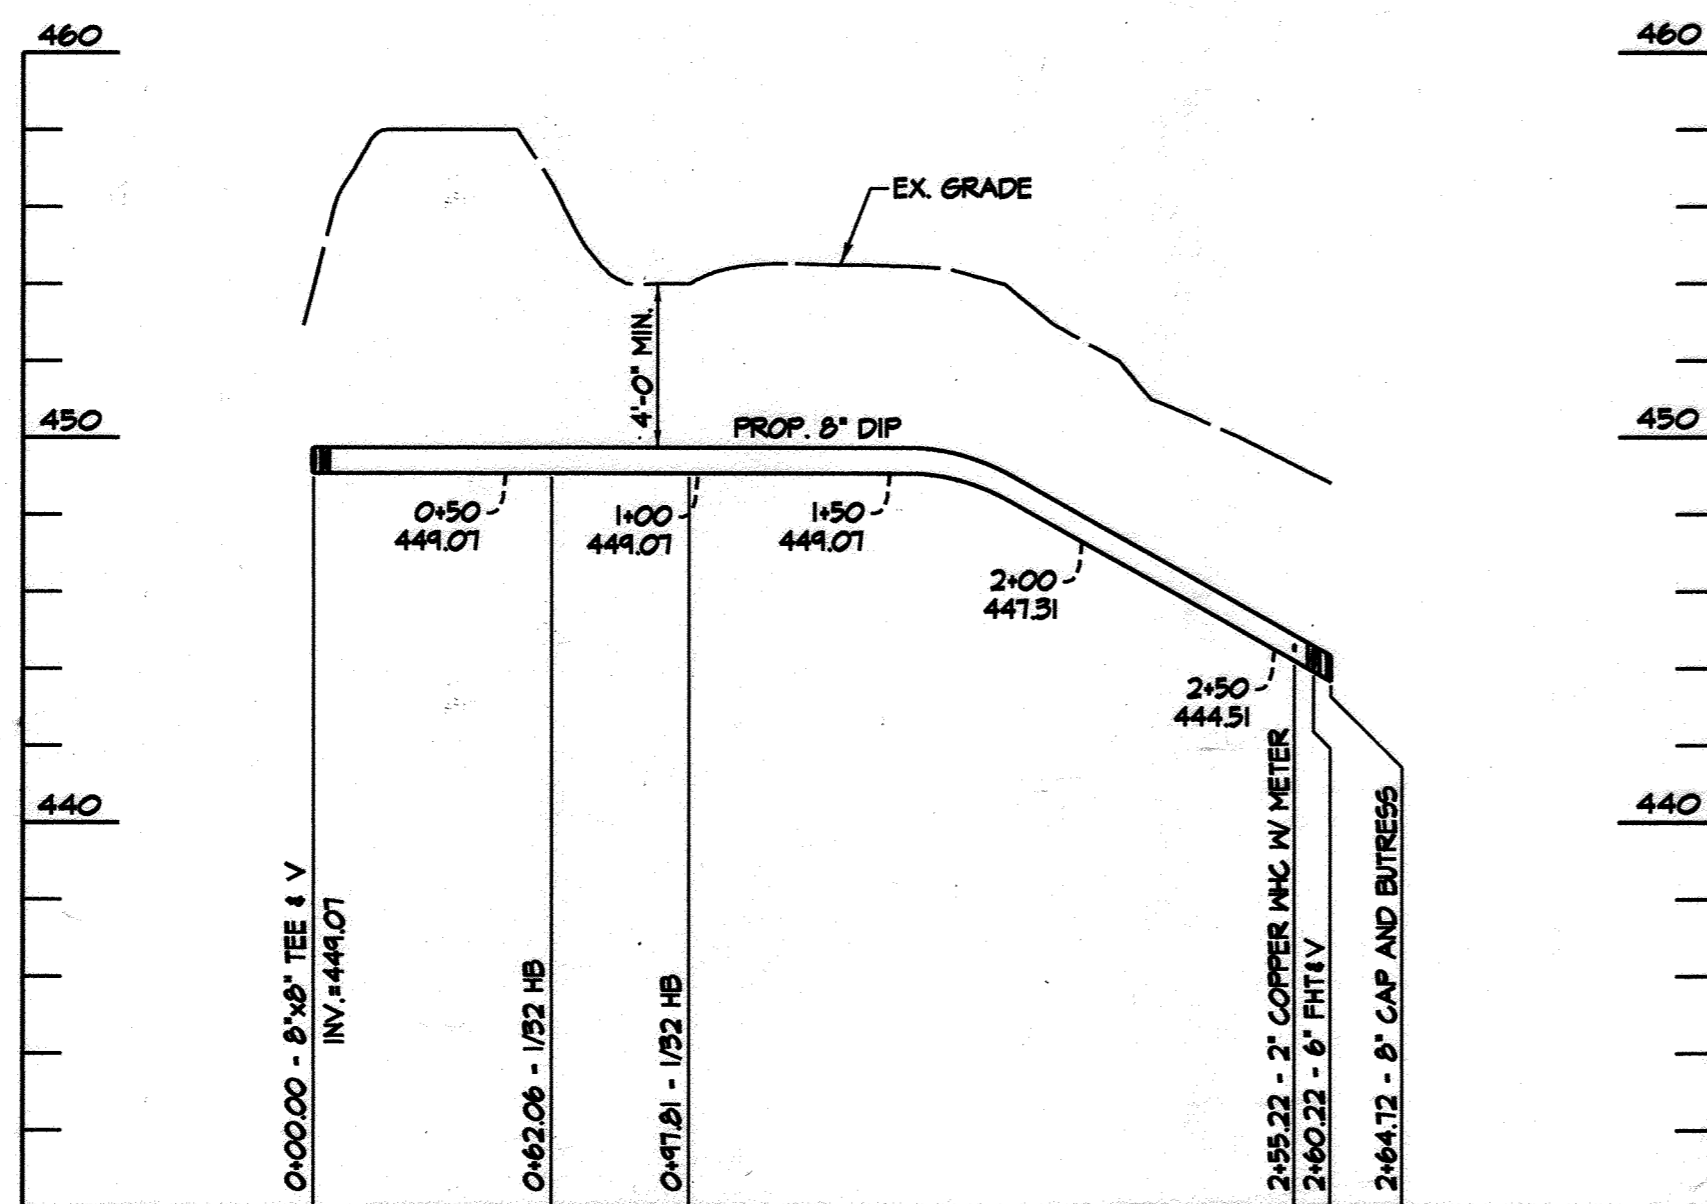 460
460
EX. GRADE
4'-0" MIN.
450
PROP. 8" DIP
450
0+50
449.07
1+00
449.07
1+50
449.07
2+00
447.31
2+50
444.51
440
440
0+00.00 - 8"x8" TEE & V
INV.=449.07
0+62.06 - 1/32 HB
0+97.81 - 1/32 HB
2+55.22 - 2" COPPER WHC W/ METER
2+60.22 - 6" FHT&V
2+64.72 - 8" CAP AND BUTRESS